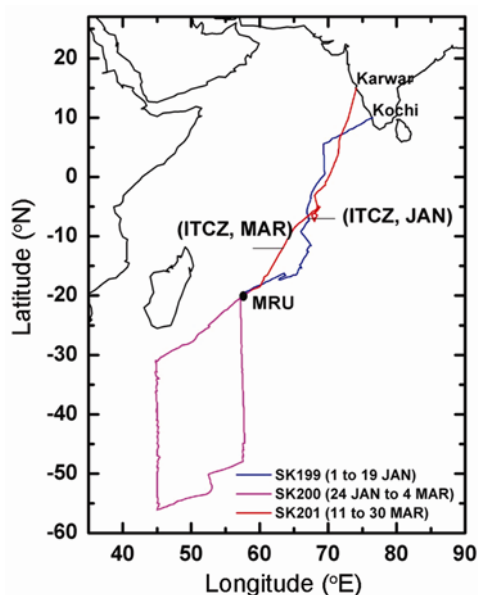 20
10
0
-10
-20
-30
-40
-50
-60
Latitude (°N)
Karwar
Kochi
(ITCZ, JAN)
(ITCZ, MAR)
MRU
SK199 (1 to 19 JAN)
SK200 (24 JAN to 4 MAR)
SK201 (11 to 30 MAR)
40 50 60 70 80 90
Longitude (°E)